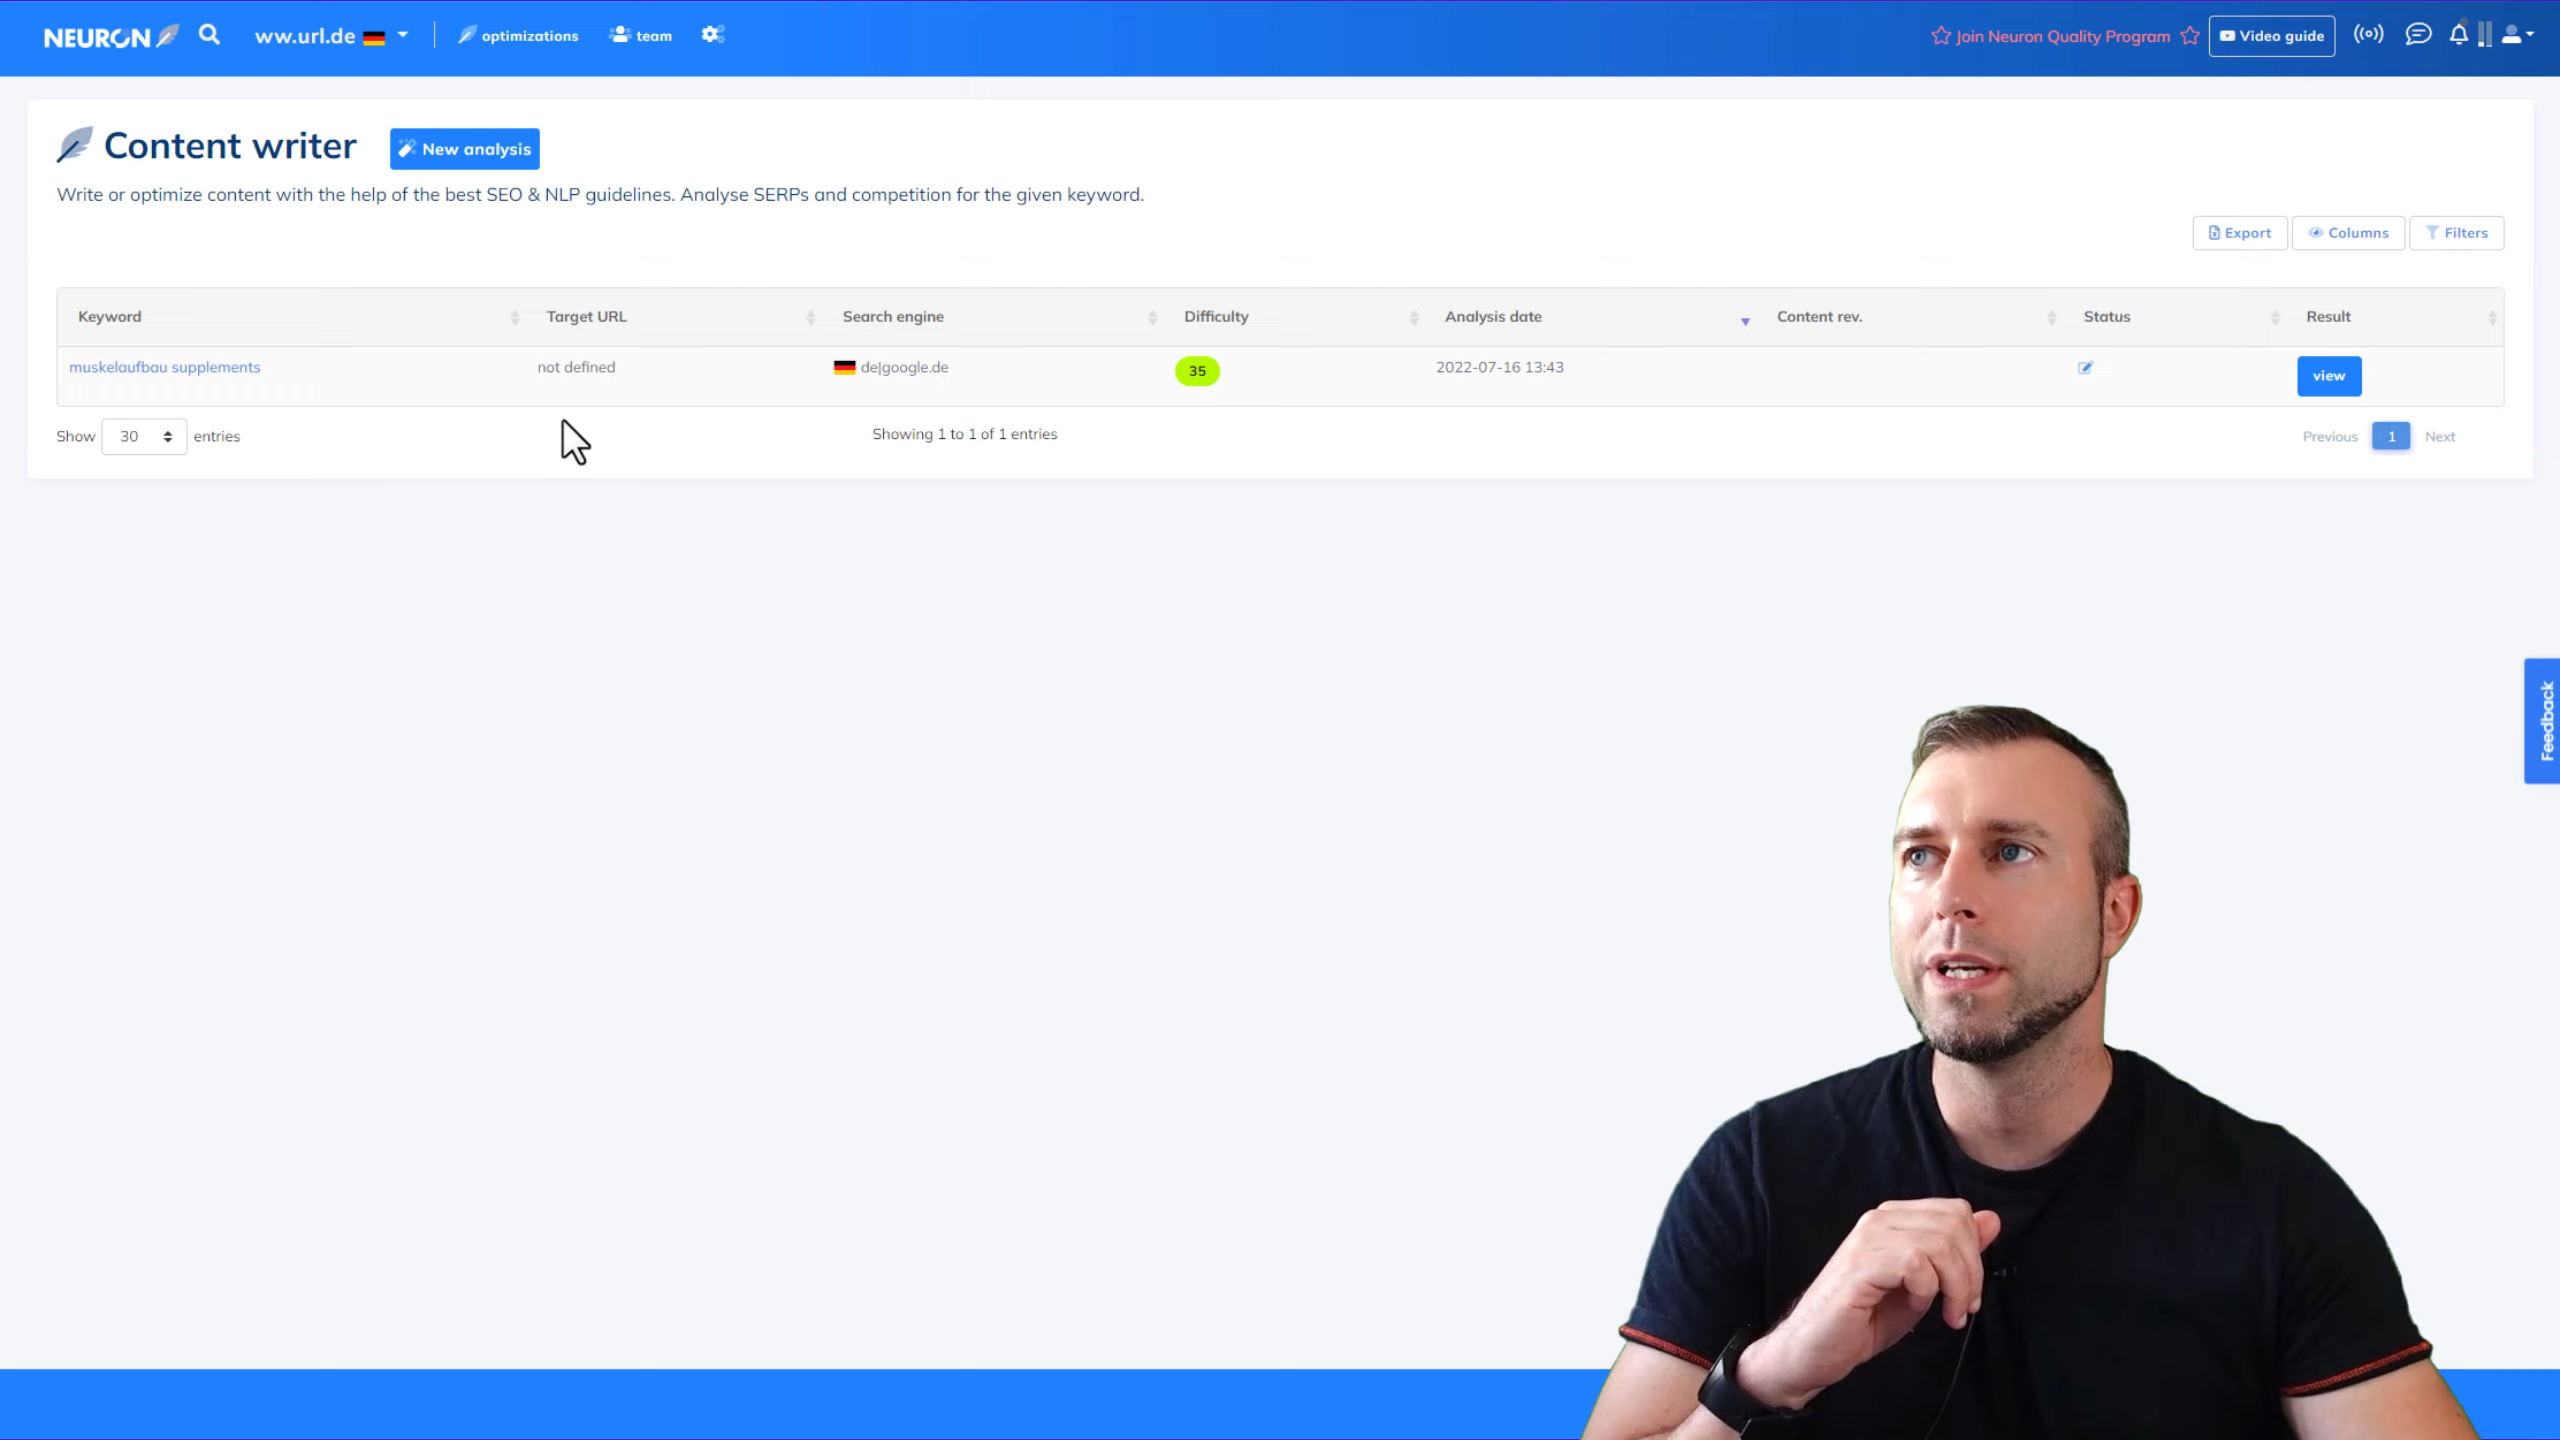 NEURON ww.url.de optimizations team Join Neuron Quality Program Video guide
Content writer New analysis
Write or optimize content with the help of the best SEO & NLP guidelines. Analyse SERPs and competition for the given keyword.
Export Columns Filters
Keyword Target URL Search engine Difficulty Analysis date Content rev. Status Result
muskelaufbau supplements not defined de|google.de 35 2022-07-16 13:43 view
Show 30 entries Showing 1 to 1 of 1 entries Previous 1 Next
Feedback